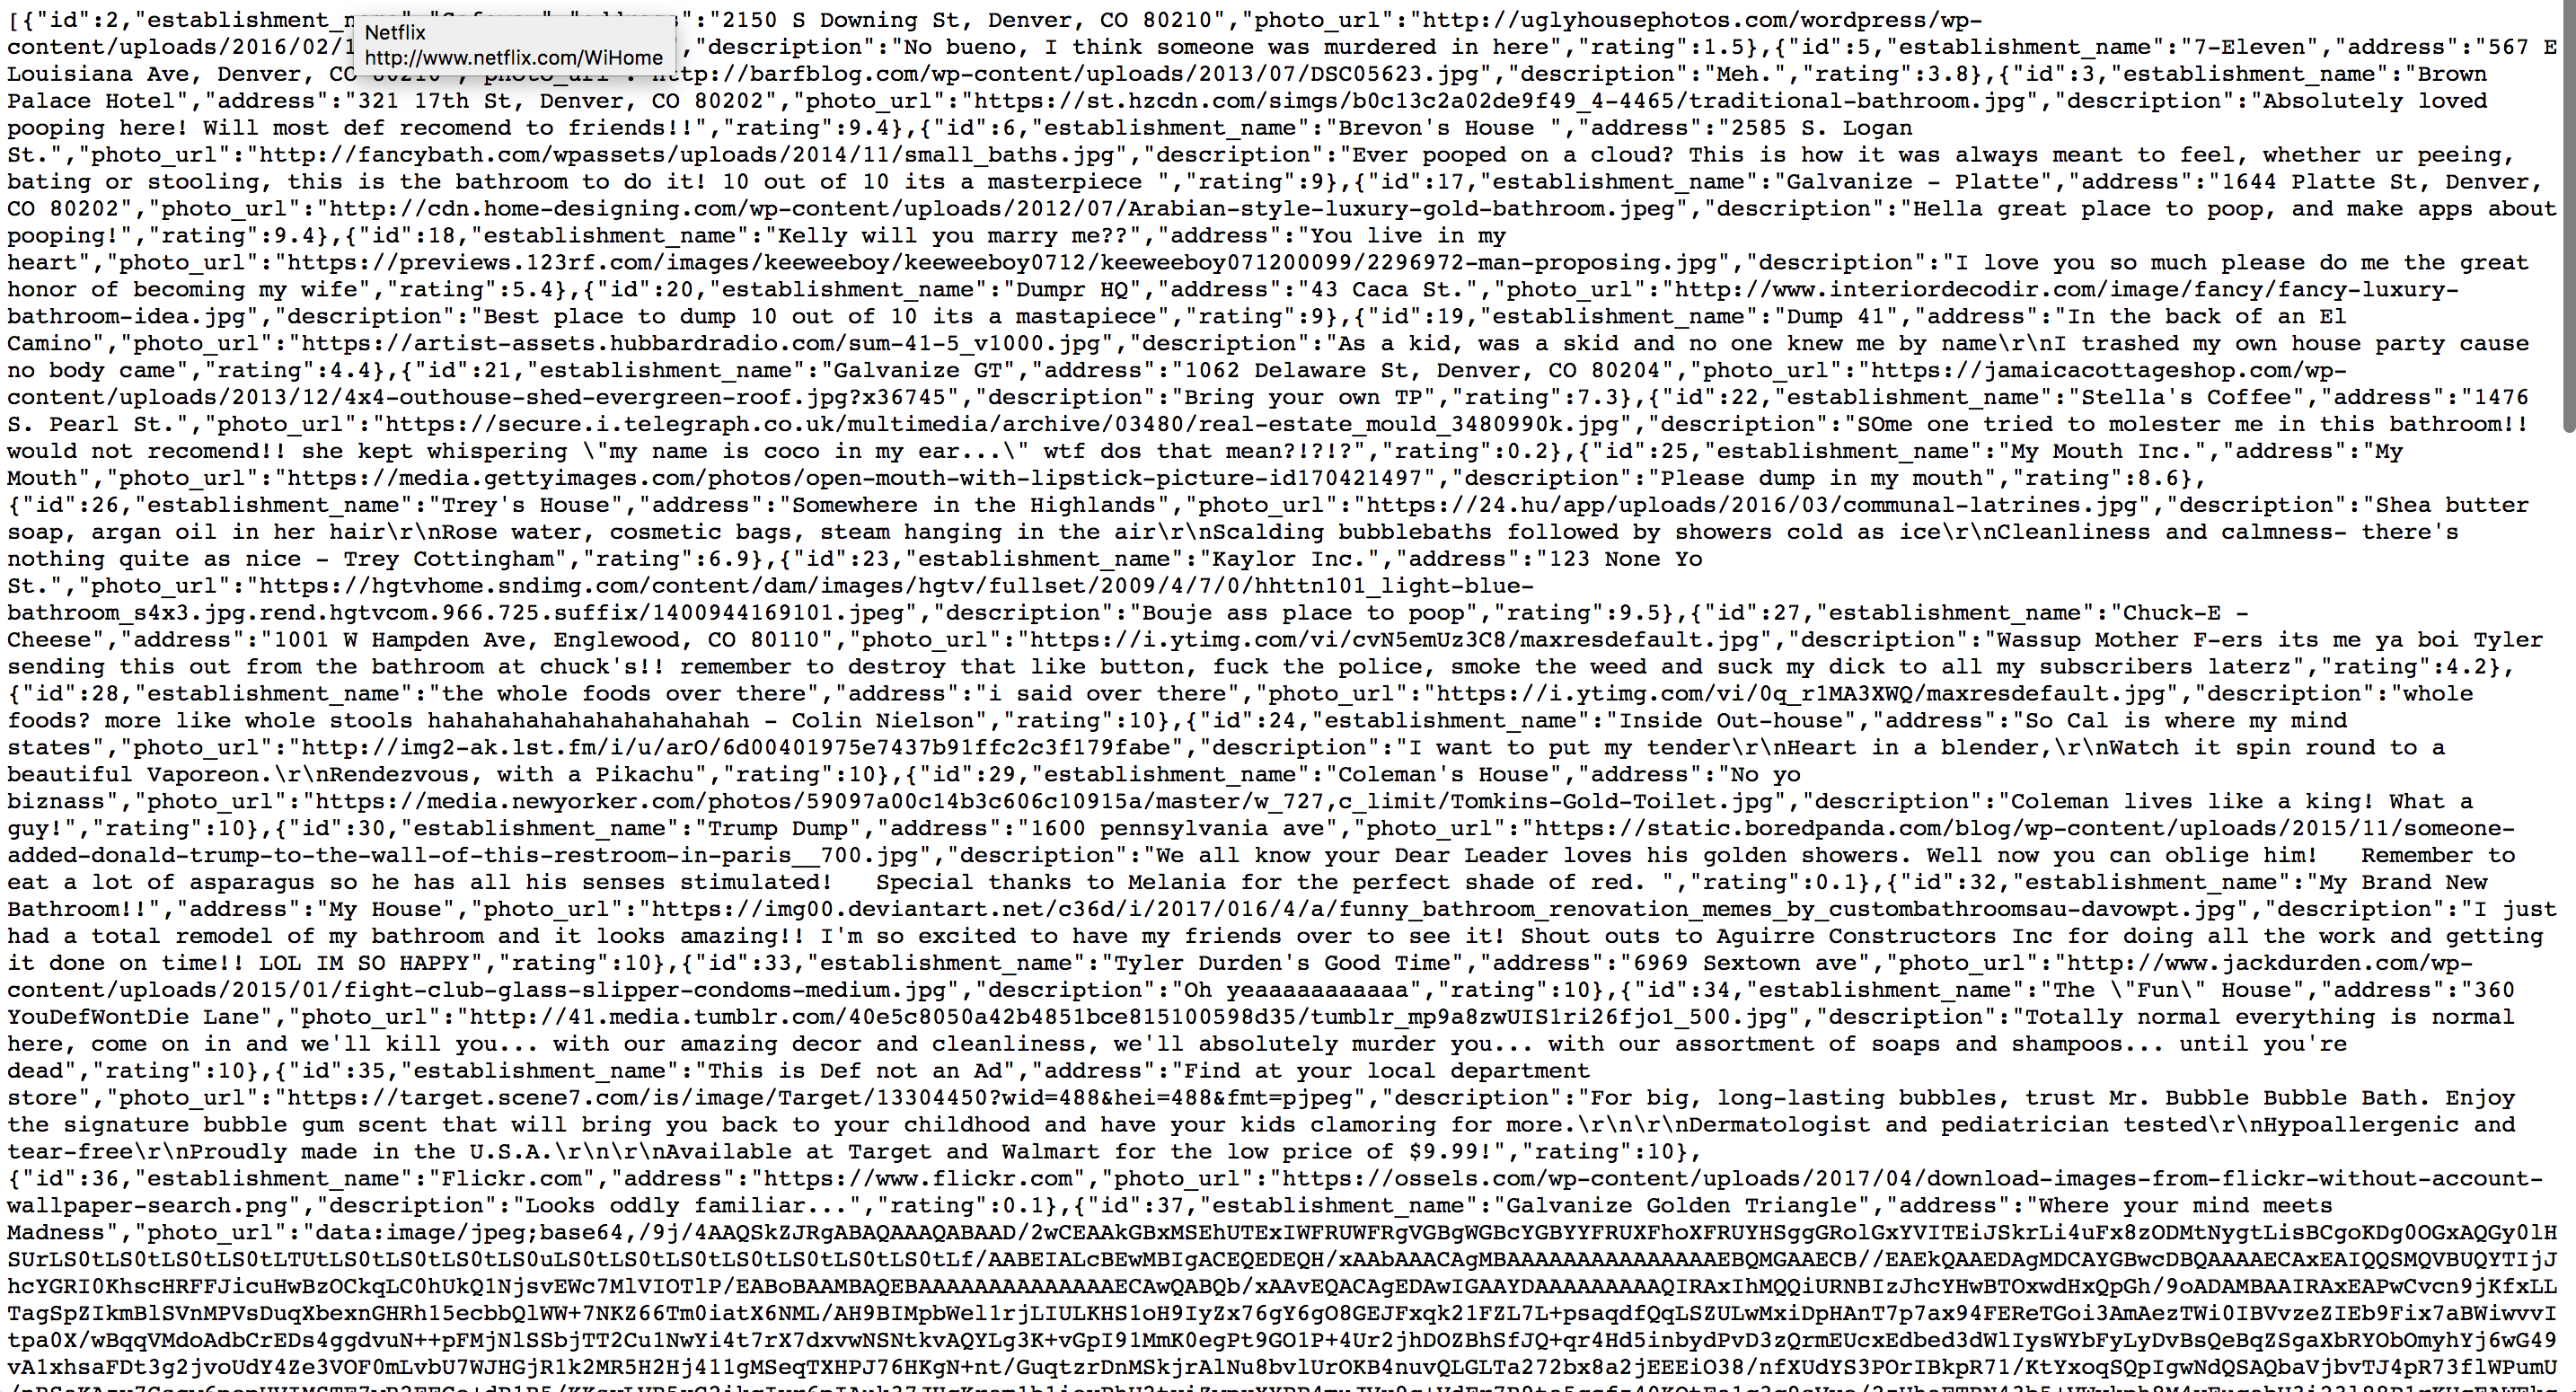 [{"id":2,"establishment_n :"2150 S Downing St, Denver, CO 80210","photo_url":"http://uglyhousephotos.com/wordpress/wp-
Netflix
http://www.netflix.com/WiHome
content/uploads/2016/02/1 ,"description":"No bueno, I think someone was murdered in here","rating":1.5},{"id":5,"establishment_name":"7-Eleven","address":"567 E
Louisiana Ave, Denver, CO 80210","photo_url":"http://barfblog.com/wp-content/uploads/2013/07/DSC05623.jpg","description":"Meh.","rating":3.8},{"id":3,"establishment_name":"Brown
Palace Hotel","address":"321 17th St, Denver, CO 80202","photo_url":"https://st.hzcdn.com/simgs/b0c13c2a02de9f49_4-4465/traditional-bathroom.jpg","description":"Absolutely loved
pooping here! Will most def recomend to friends!!","rating":9.4},{"id":6,"establishment_name":"Brevon's House ","address":"2585 S. Logan
St.","photo_url":"http://fancybath.com/wpassets/uploads/2014/11/small_baths.jpg","description":"Ever pooped on a cloud? This is how it was always meant to feel, whether ur peeing,
bating or stooling, this is the bathroom to do it! 10 out of 10 its a masterpiece ","rating":9},{"id":17,"establishment_name":"Galvanize - Platte","address":"1644 Platte St, Denver,
CO 80202","photo_url":"http://cdn.home-designing.com/wp-content/uploads/2012/07/Arabian-style-luxury-gold-bathroom.jpeg","description":"Hella great place to poop, and make apps about
pooping!","rating":9.4},{"id":18,"establishment_name":"Kelly will you marry me??","address":"You live in my
heart","photo_url":"https://previews.123rf.com/images/keeweeboy/keeweeboy0712/keeweeboy071200099/2296972-man-proposing.jpg","description":"I love you so much please do me the great
honor of becoming my wife","rating":5.4},{"id":20,"establishment_name":"Dumpr HQ","address":"43 Caca St.","photo_url":"http://www.interiordecodir.com/image/fancy/fancy-luxury-
bathroom-idea.jpg","description":"Best place to dump 10 out of 10 its a mastapiece","rating":9},{"id":19,"establishment_name":"Dump 41","address":"In the back of an El
Camino","photo_url":"https://artist-assets.hubbardradio.com/sum-41-5_v1000.jpg","description":"As a kid, was a skid and no one knew me by name\r\nI trashed my own house party cause
no body came","rating":4.4},{"id":21,"establishment_name":"Galvanize GT","address":"1062 Delaware St, Denver, CO 80204","photo_url":"https://jamaicacottageshop.com/wp-
content/uploads/2013/12/4x4-outhouse-shed-evergreen-roof.jpg?x36745","description":"Bring your own TP","rating":7.3},{"id":22,"establishment_name":"Stella's Coffee","address":"1476
S. Pearl St.","photo_url":"https://secure.i.telegraph.co.uk/multimedia/archive/03480/real-estate_mould_3480990k.jpg","description":"SOme one tried to molester me in this bathroom!!
would not recomend!! she kept whispering \"my name is coco in my ear...\" wtf dos that mean?!?!?","rating":0.2},{"id":25,"establishment_name":"My Mouth Inc.","address":"My
Mouth","photo_url":"https://media.gettyimages.com/photos/open-mouth-with-lipstick-picture-id170421497","description":"Please dump in my mouth","rating":8.6},
{"id":26,"establishment_name":"Trey's House","address":"Somewhere in the Highlands","photo_url":"https://24.hu/app/uploads/2016/03/communal-latrines.jpg","description":"Shea butter
soap, argan oil in her hair\r\nRose water, cosmetic bags, steam hanging in the air\r\nScalding bubblebaths followed by showers cold as ice\r\nCleanliness and calmness- there's
nothing quite as nice - Trey Cottingham","rating":6.9},{"id":23,"establishment_name":"Kaylor Inc.","address":"123 None Yo
St.","photo_url":"https://hgtvhome.sndimg.com/content/dam/images/hgtv/fullset/2009/4/7/0/hhttn101_light-blue-
bathroom_s4x3.jpg.rend.hgtvcom.966.725.suffix/1400944169101.jpeg","description":"Bouje ass place to poop","rating":9.5},{"id":27,"establishment_name":"Chuck-E -
Cheese","address":"1001 W Hampden Ave, Englewood, CO 80110","photo_url":"https://i.ytimg.com/vi/cvN5emUz3C8/maxresdefault.jpg","description":"Wassup Mother F-ers its me ya boi Tyler
sending this out from the bathroom at chuck's!! remember to destroy that like button, fuck the police, smoke the weed and suck my dick to all my subscribers laterz","rating":4.2},
{"id":28,"establishment_name":"the whole foods over there","address":"i said over there","photo_url":"https://i.ytimg.com/vi/0q_r1MA3XWQ/maxresdefault.jpg","description":"whole
foods? more like whole stools hahahahahahahahahahah - Colin Nielson","rating":10},{"id":24,"establishment_name":"Inside Out-house","address":"So Cal is where my mind
states","photo_url":"http://img2-ak.lst.fm/i/u/arO/6d00401975e7437b91ffc2c3f179fabe","description":"I want to put my tender\r\nHeart in a blender,\r\nWatch it spin round to a
beautiful Vaporeon.\r\nRendezvous, with a Pikachu","rating":10},{"id":29,"establishment_name":"Coleman's House","address":"No yo
biznass","photo_url":"https://media.newyorker.com/photos/59097a00c14b3c606c10915a/master/w_727,c_limit/Tomkins-Gold-Toilet.jpg","description":"Coleman lives like a king! What a
guy!","rating":10},{"id":30,"establishment_name":"Trump Dump","address":"1600 pennsylvania ave","photo_url":"https://static.boredpanda.com/blog/wp-content/uploads/2015/11/someone-
added-donald-trump-to-the-wall-of-this-restroom-in-paris__700.jpg","description":"We all know your Dear Leader loves his golden showers. Well now you can oblige him!   Remember to
eat a lot of asparagus so he has all his senses stimulated!   Special thanks to Melania for the perfect shade of red. ","rating":0.1},{"id":32,"establishment_name":"My Brand New
Bathroom!!","address":"My House","photo_url":"https://img00.deviantart.net/c36d/i/2017/016/4/a/funny_bathroom_renovation_memes_by_custombathroomsau-davowpt.jpg","description":"I just
had a total remodel of my bathroom and it looks amazing!! I'm so excited to have my friends over to see it! Shout outs to Aguirre Constructors Inc for doing all the work and getting
it done on time!! LOL IM SO HAPPY","rating":10},{"id":33,"establishment_name":"Tyler Durden's Good Time","address":"6969 Sextown ave","photo_url":"http://www.jackdurden.com/wp-
content/uploads/2015/01/fight-club-glass-slipper-condoms-medium.jpg","description":"Oh yeaaaaaaaaaaa","rating":10},{"id":34,"establishment_name":"The \"Fun\" House","address":"360
YouDefWontDie Lane","photo_url":"http://41.media.tumblr.com/40e5c8050a42b4851bce815100598d35/tumblr_mp9a8zwUIS1ri26fjo1_500.jpg","description":"Totally normal everything is normal
here, come on in and we'll kill you... with our amazing decor and cleanliness, we'll absolutely murder you... with our assortment of soaps and shampoos... until you're
dead","rating":10},{"id":35,"establishment_name":"This is Def not an Ad","address":"Find at your local department
store","photo_url":"https://target.scene7.com/is/image/Target/13304450?wid=488&hei=488&fmt=pjpeg","description":"For big, long-lasting bubbles, trust Mr. Bubble Bubble Bath. Enjoy
the signature bubble gum scent that will bring you back to your childhood and have your kids clamoring for more.\r\n\r\nDermatologist and pediatrician tested\r\nHypoallergenic and
tear-free\r\nProudly made in the U.S.A.\r\n\r\nAvailable at Target and Walmart for the low price of $9.99!","rating":10},
{"id":36,"establishment_name":"Flickr.com","address":"https://www.flickr.com","photo_url":"https://ossels.com/wp-content/uploads/2017/04/download-images-from-flickr-without-account-
wallpaper-search.png","description":"Looks oddly familiar...","rating":0.1},{"id":37,"establishment_name":"Galvanize Golden Triangle","address":"Where your mind meets
Madness","photo_url":"data:image/jpeg;base64,/9j/4AAQSkZJRgABAQAAAQABAAD/2wCEAAkGBxMSEhUTExIWFRUWFRgVGBgWGBcYGBYYFRUXFhoXFRUYHSggGRolGxYVITEiJSkrLi4uFx8zODMtNygtLisBCgoKDg0OGxAQGy0lH